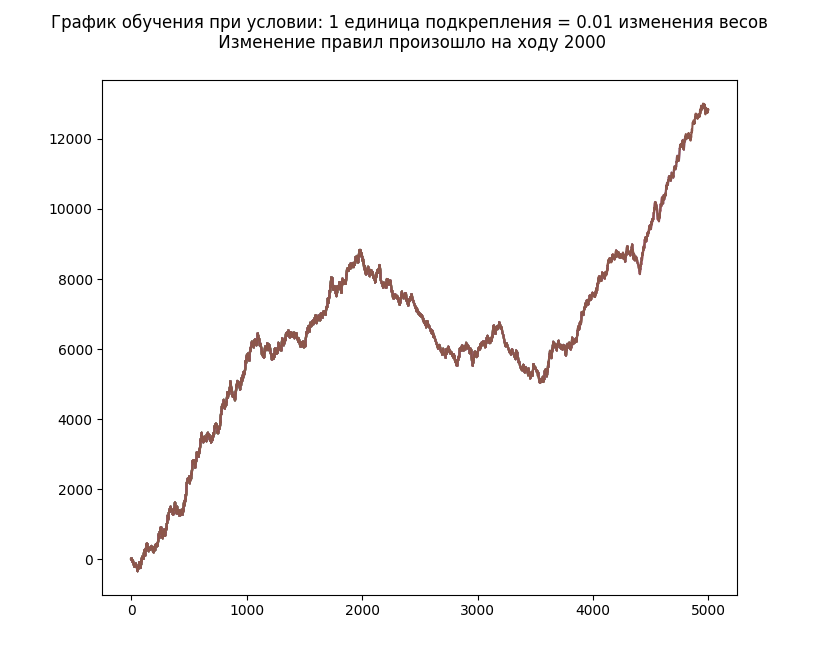 График обучения при условии: 1 единица подкрепления = 0.01 изменения весов
Изменение правил произошло на ходу 2000
12000
10000
8000
6000
4000
2000
0
0 1000 2000 3000 4000 5000